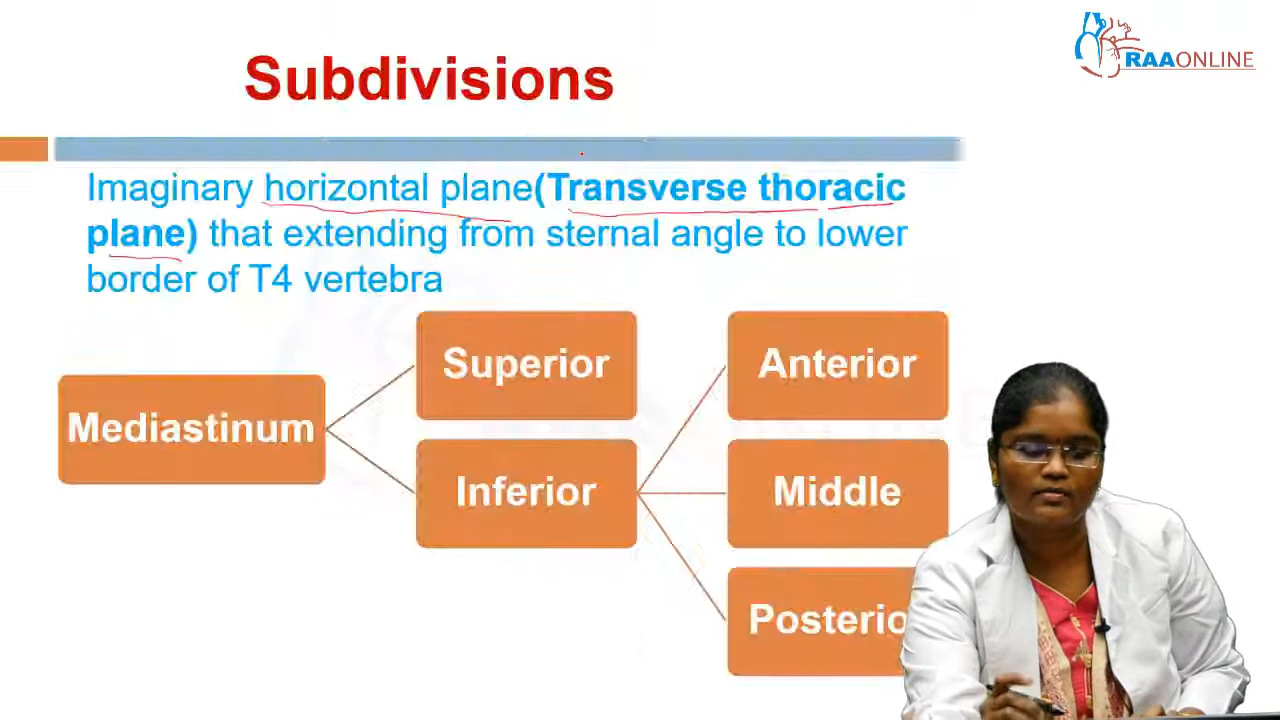 RAAONLINE
Subdivisions
Imaginary horizontal plane(Transverse thoracic
plane) that extending from sternal angle to lower
border of T4 vertebra
Superior
Anterior
Mediastinum
Inferior
Middle
Posterio